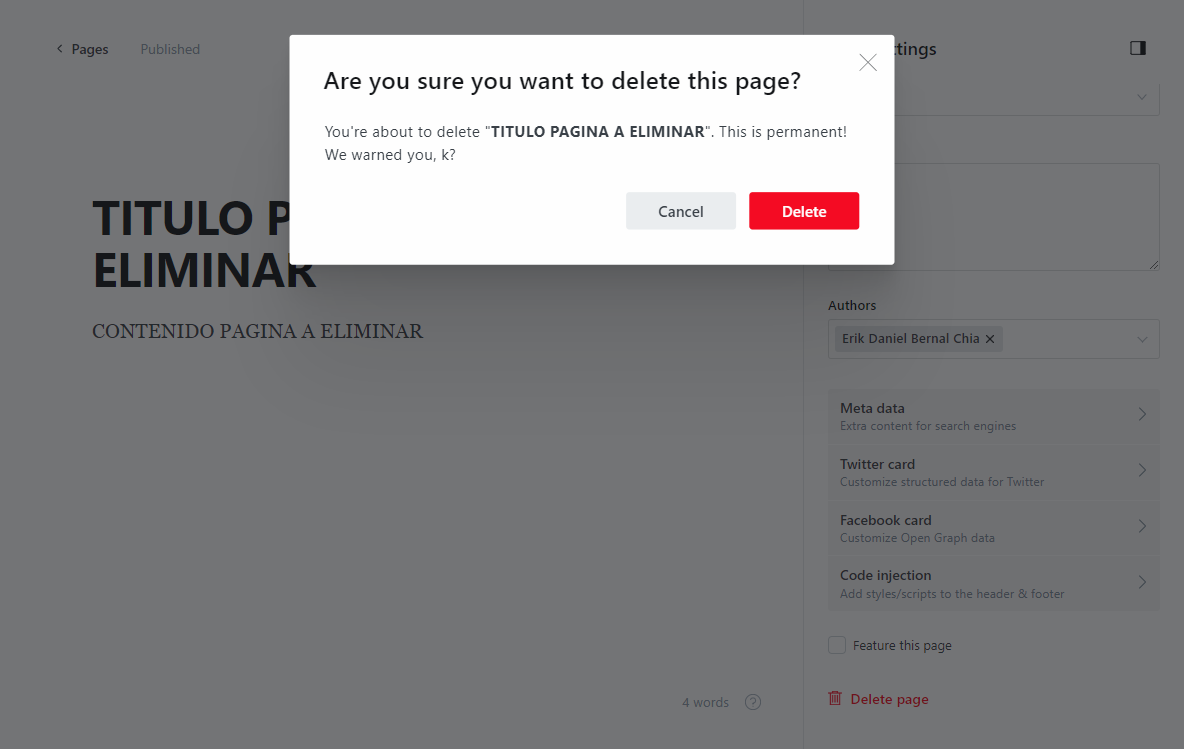 Pages
Published
Are you sure you want to delete this page?
You're about to delete "TITULO PAGINA A ELIMINAR". This is permanent!
We warned you, k?
Cancel
Delete
TITULO P
ELIMINAR
CONTENIDO PAGINA A ELIMINAR
4 words
?
Authors
Erik Daniel Bernal Chia ×
Meta data
Extra content for search engines
Twitter card
Customize structured data for Twitter
Facebook card
Customize Open Graph data
Code injection
Add styles/scripts to the header & footer
Feature this page
Delete page